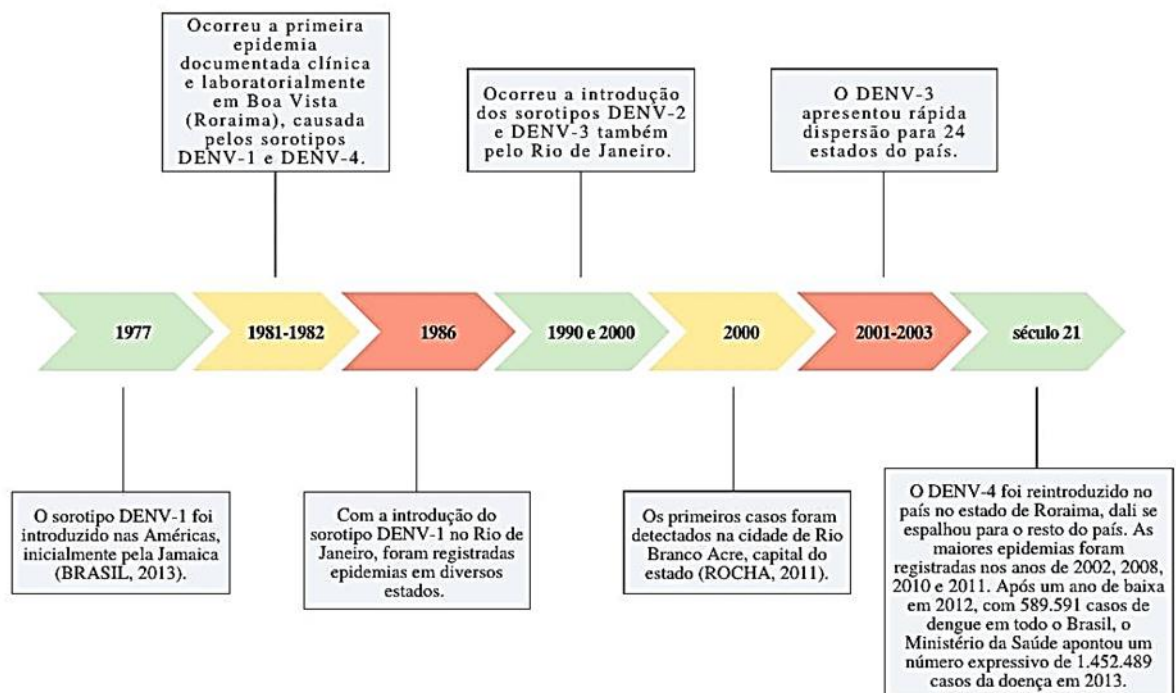 Ocorreu a primeira
epidemia
documentada clínica
e laboratorialmente
em Boa Vista
(Roraima), causada
pelos sorotipos
DENV-1 e DENV-4.
Ocorreu a introdução
dos sorotipos DENV-2
e DENV-3 também
pelo Rio de Janeiro.
O DENV-3
apresentou rápida
dispersão para 24
estados do país.
1977
1981-1982
1986
1990 e 2000
2000
2001-2003
século 21
O sorotipo DENV-1 foi
introduzido nas Américas,
inicialmente pela Jamaica
(BRASIL, 2013).
Com a introdução do
sorotipo DENV-1 no Rio de
Janeiro, foram registradas
epidemias em diversos
estados.
Os primeiros casos foram
detectados na cidade de Rio
Branco Acre, capital do
estado (ROCHA, 2011).
O DENV-4 foi reintroduzido no
país no estado de Roraima, dali se
espalhou para o resto do país. As
maiores epidemias foram
registradas nos anos de 2002, 2008,
2010 e 2011. Após um ano de baixa
em 2012, com 589.591 casos de
dengue em todo o Brasil, o
Ministério da Saúde apontou um
número expressivo de 1.452.489
casos da doença em 2013.